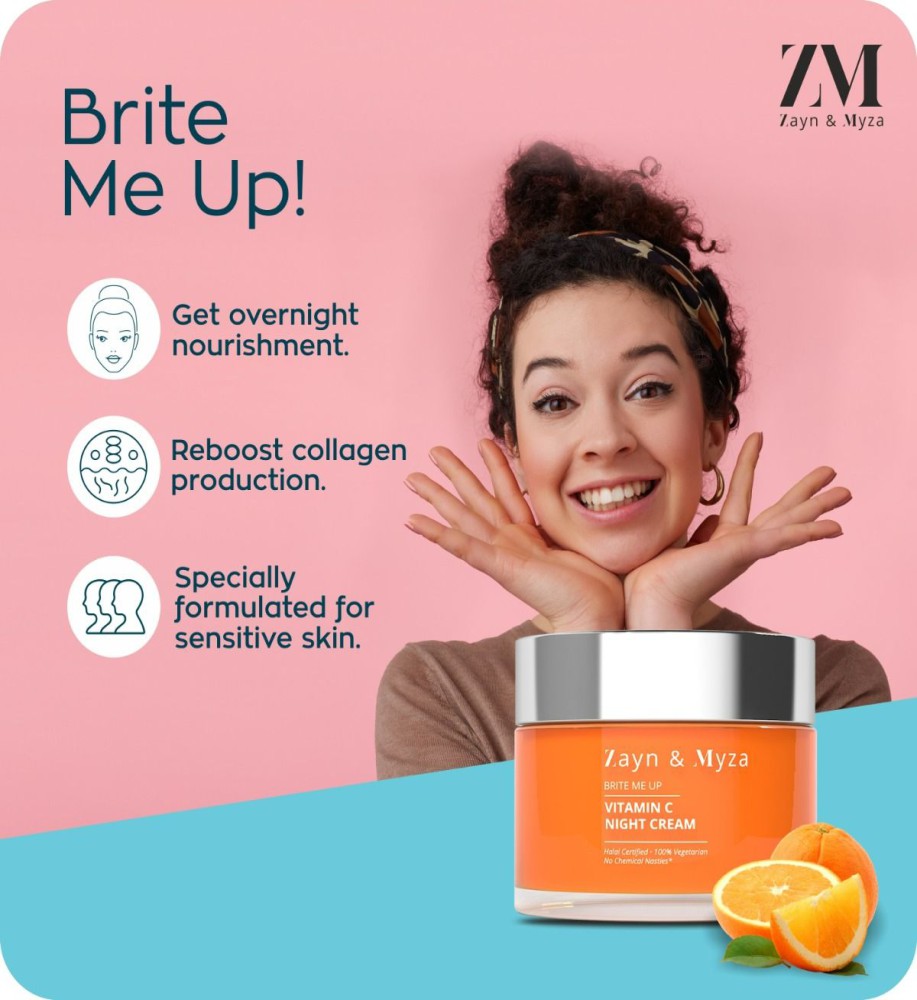 Brite
Me Up!
ZM
Zayn & Myza
Get overnight
nourishment.
Reboost collagen
production.
Specially
formulated for
sensitive skin.
Zayn & Myza
BRITE ME UP
VITAMIN C
NIGHT CREAM
Halal Certified - 100% Vegetarian
No Chemical Nasties*